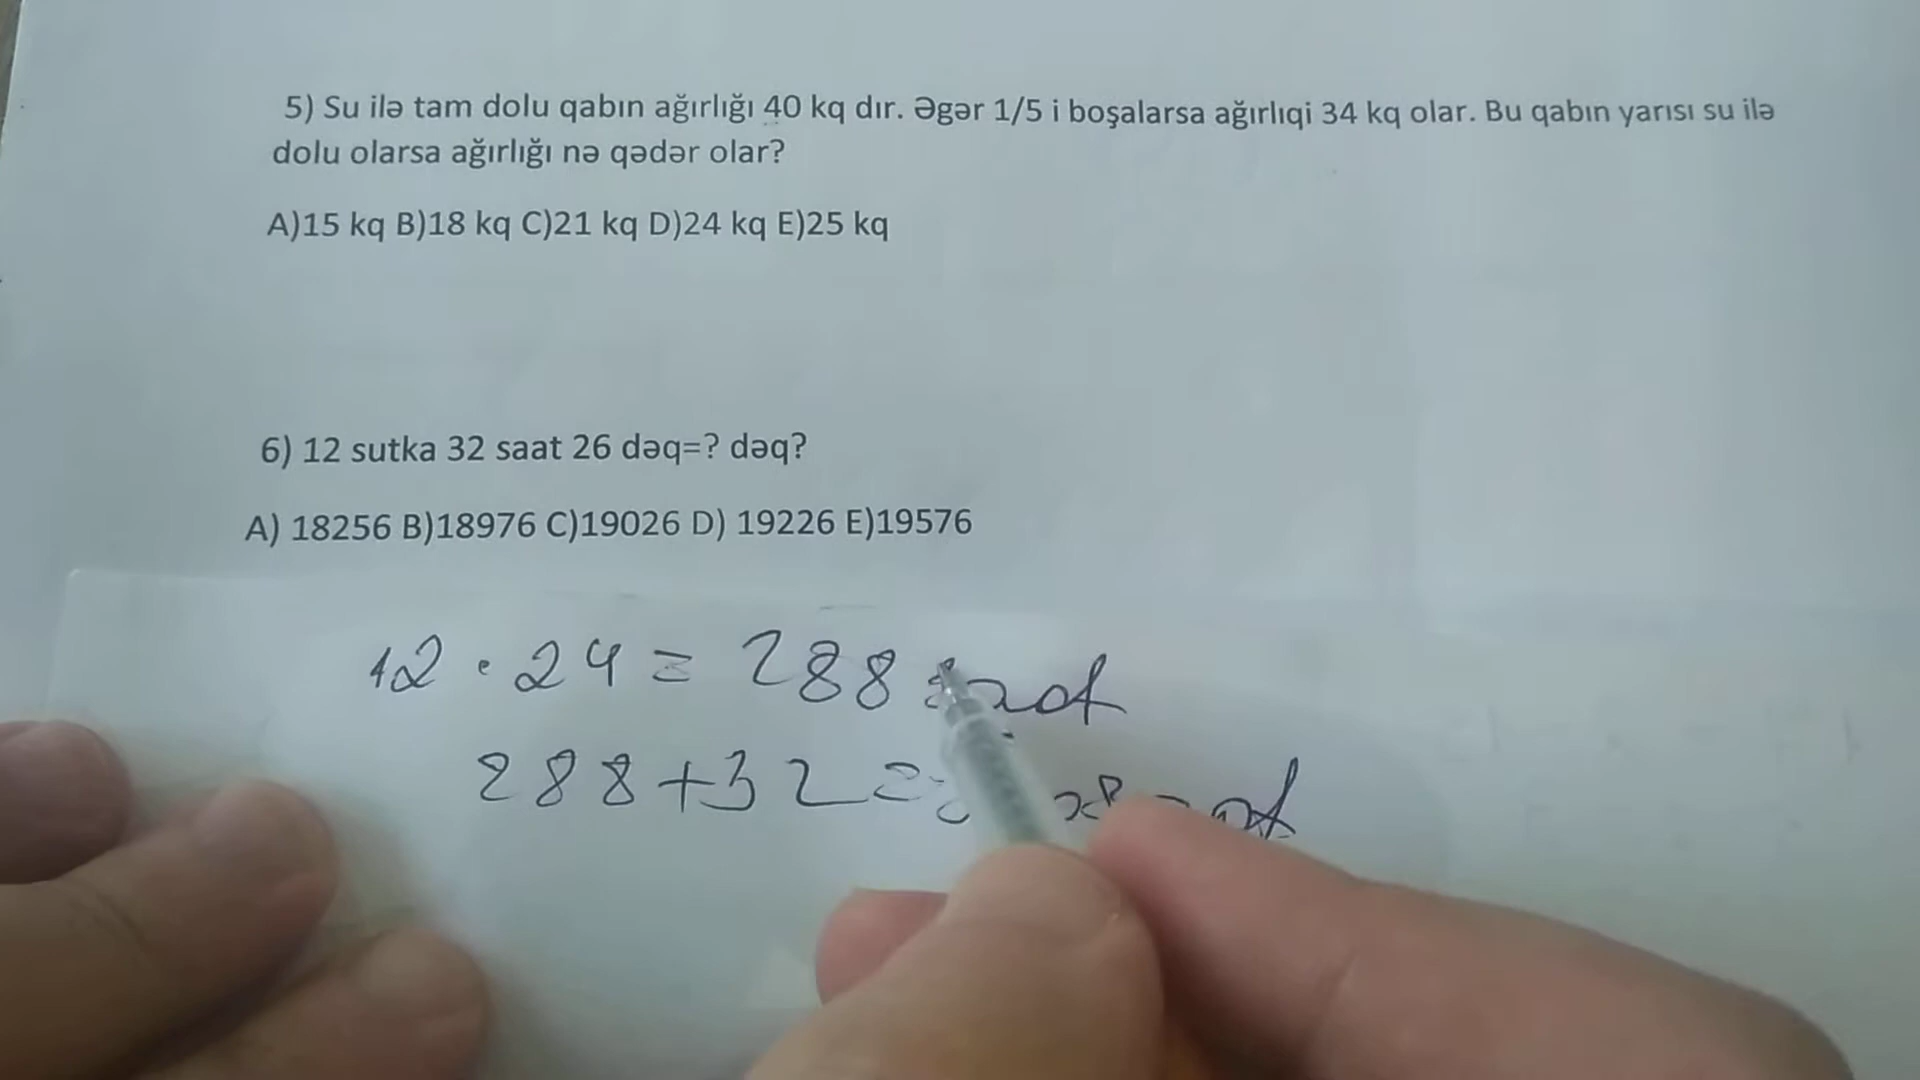 5) Su ilə tam dolu qabın ağırlığı 40 kq dır. Əgər 1/5 i boşalarsa ağırlıqi 34 kq olar. Bu qabın yarısı su ilə
dolu olarsa ağırlığı nə qədər olar?
A)15 kq B)18 kq C)21 kq D)24 kq E)25 kq
6) 12 sutka 32 saat 26 dəq=? dəq?
A) 18256 B)18976 C)19026 D) 19226 E)19576
12 · 24 = 288 saat
288+32=